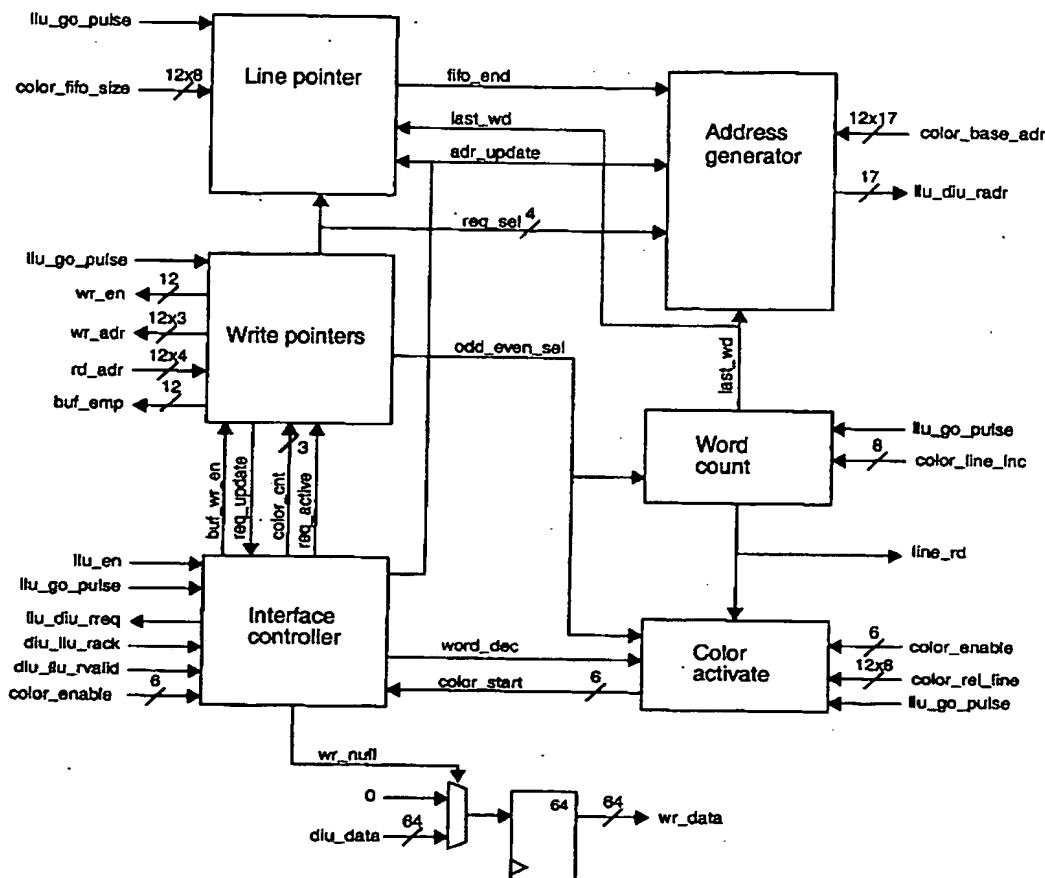 llu_go_pulse
12x8
color_fifo_size
Line pointer
fifo_end
last_wd
adr_update
Address
generator
12x17
color_base_adr
17
llu_diu_radr
req_sel
4
llu_go_pulse
12
wr_en
12x3
wr_adr
12x4
rd_adr
12
buf_emp
Write pointers
odd_even_sel
last_wd
Word
count
llu_go_pulse
8
color_line_inc
buf_wr_en
req_update
color_cnt
3
req_active
line_rd
llu_en
llu_go_pulse
llu_diu_rreq
diu_llu_rack
diu_llu_rvalid
color_enable
6
Interface
controller
word_dec
color_start
6
Color
activate
6
color_enable
12x8
color_rel_line
llu_go_pulse
wr_null
0
diu_data
64
64
64
wr_data